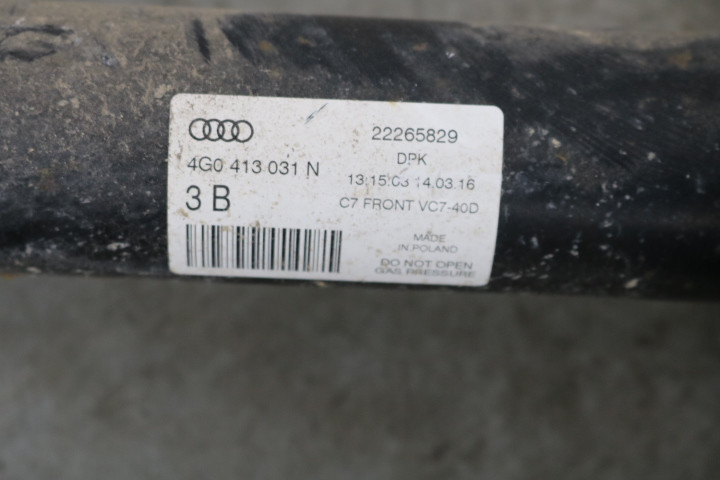 4G0 413 031 N
3 B
22265829
DPK
13:15:03 14.03.16
C7 FRONT VC7-40D
MADE
IN POLAND
DO NOT OPEN
GAS PRESSURE